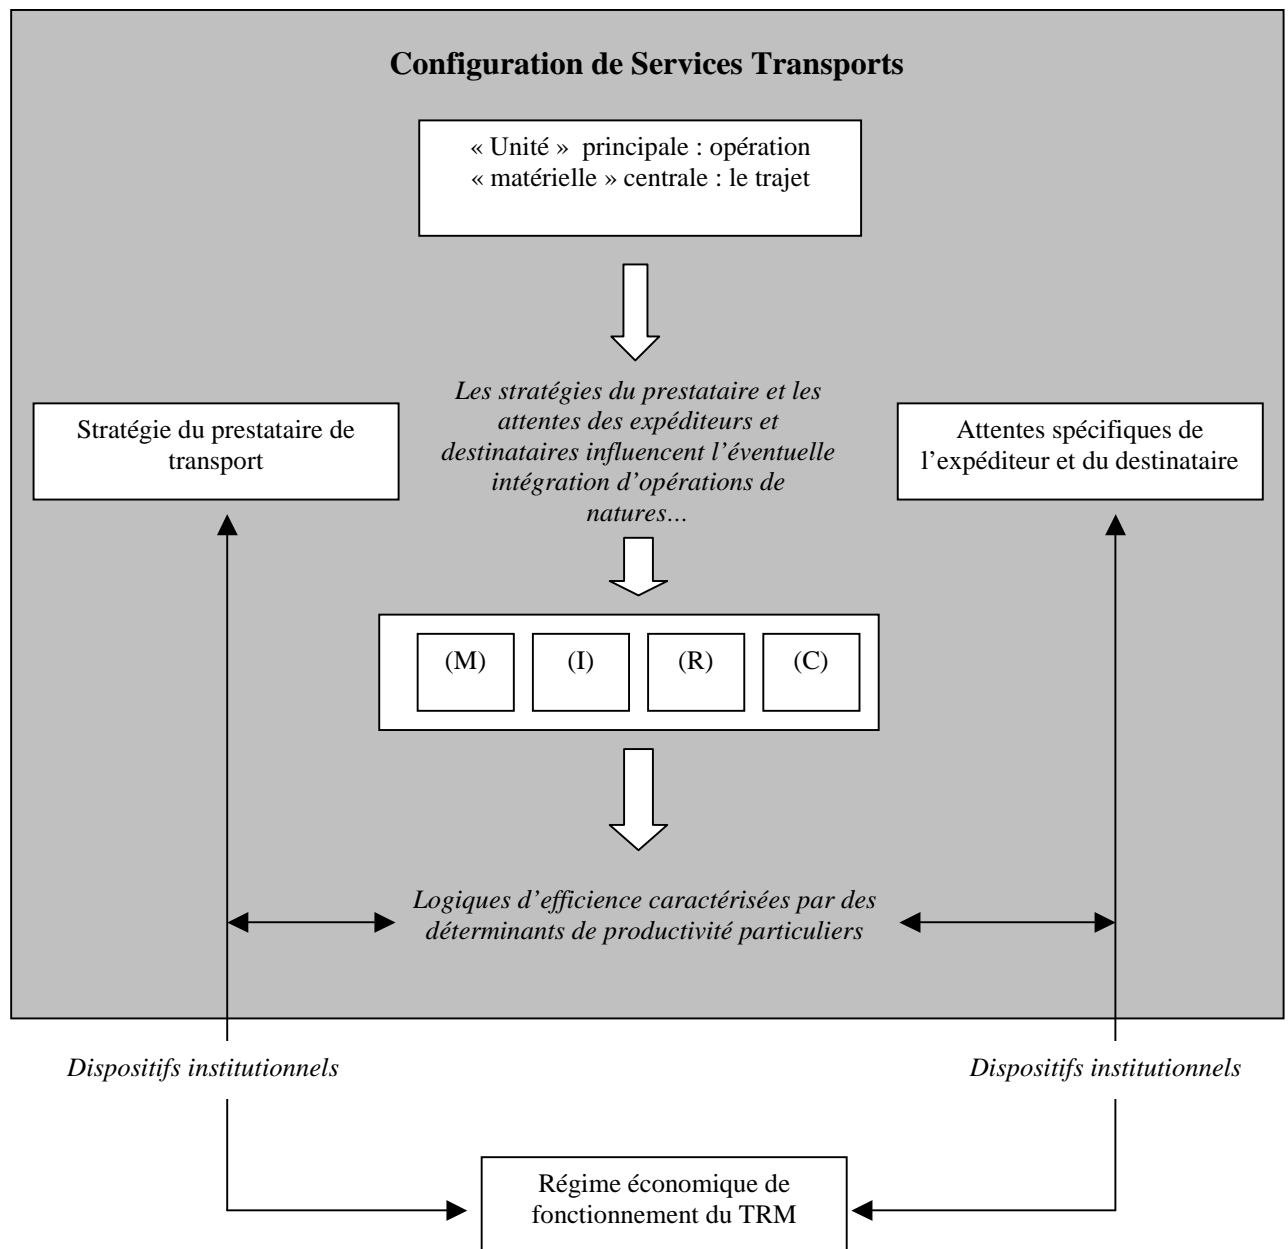 Configuration de Services Transports
« Unité »  principale : opération
« matérielle » centrale : le trajet
Les stratégies du prestataire et les
attentes des expéditeurs et
destinataires influencent l’éventuelle
intégration d’opérations de
natures…
Stratégie du prestataire de
transport
Attentes spécifiques de
l’expéditeur et du destinataire
(M)
(I)
(R)
(C)
Logiques d’efficience caractérisées par des
déterminants de productivité particuliers
Dispositifs institutionnels
Dispositifs institutionnels
Régime économique de
fonctionnement du TRM